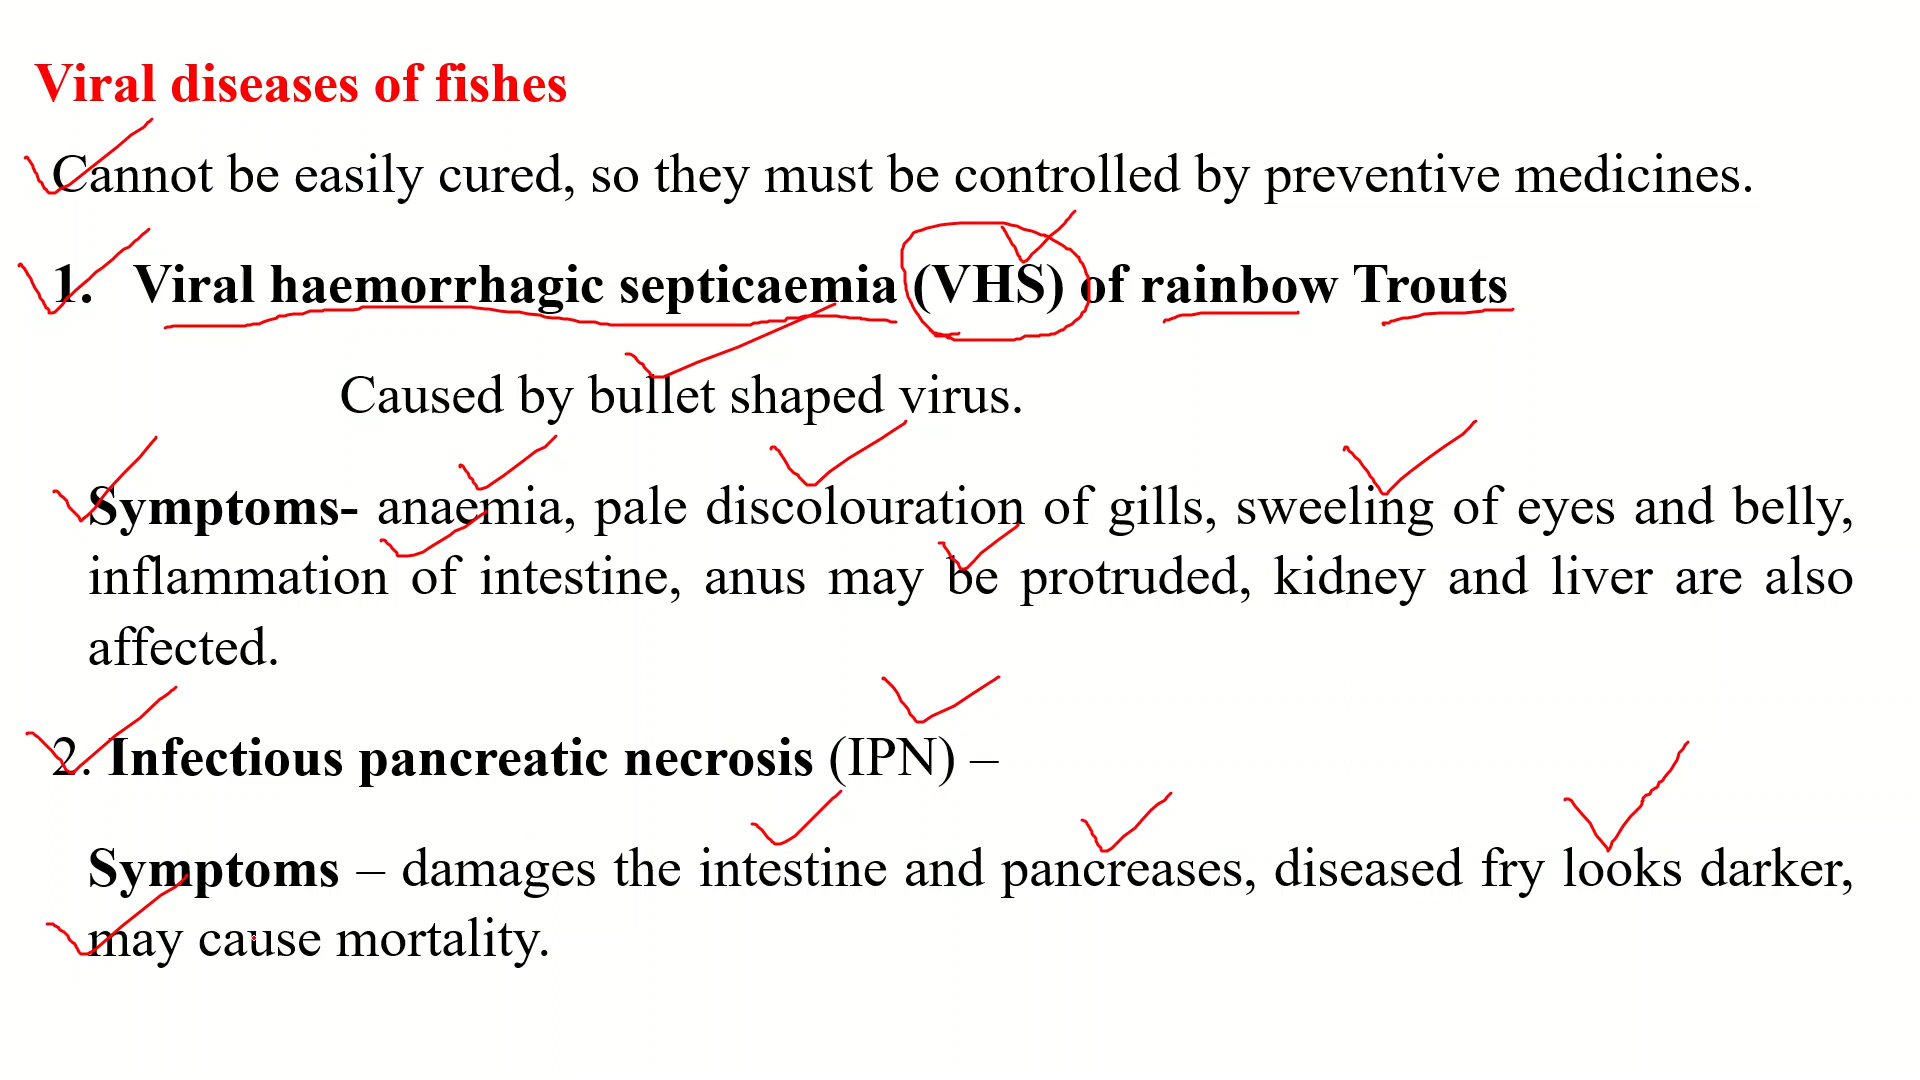 Viral diseases of fishes
Cannot be easily cured, so they must be controlled by preventive medicines.
1. Viral haemorrhagic septicaemia (VHS) of rainbow Trouts
Caused by bullet shaped virus.
Symptoms- anaemia, pale discolouration of gills, sweeling of eyes and belly,
inflammation of intestine, anus may be protruded, kidney and liver are also
affected.
2. Infectious pancreatic necrosis (IPN) –
Symptoms – damages the intestine and pancreases, diseased fry looks darker,
may cause mortality.